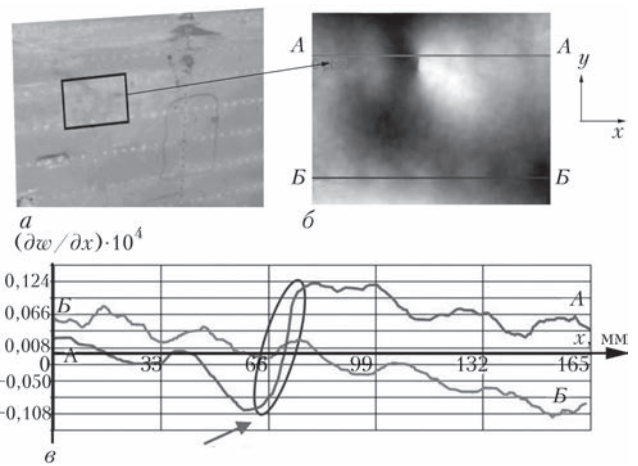 А А
y
x
Б Б
а б
(∂w/∂x)·10⁴
0,124
0,066
0,008
0
-0,050
-0,108
Б
А
33 66 99 132 165
А
x, мм
Б
в